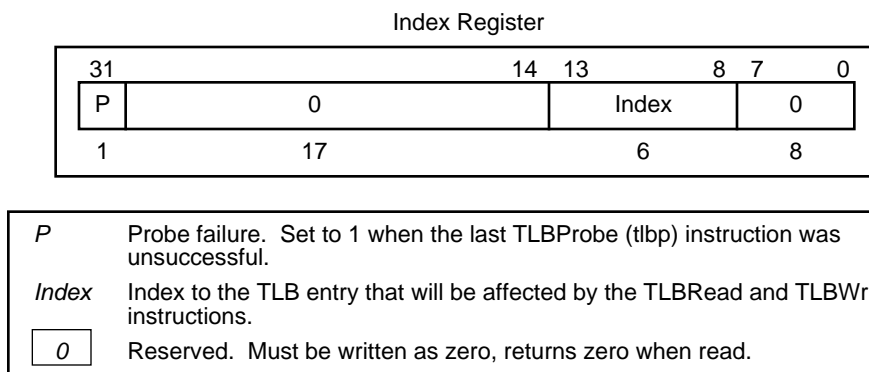 Index Register
31 14 13 8 7 0
P 0 Index 0
1 17 6 8
P Probe failure. Set to 1 when the last TLBProbe (tlbp) instruction was
unsuccessful.
Index Index to the TLB entry that will be affected by the TLBRead and TLBWr
instructions.
0 Reserved. Must be written as zero, returns zero when read.